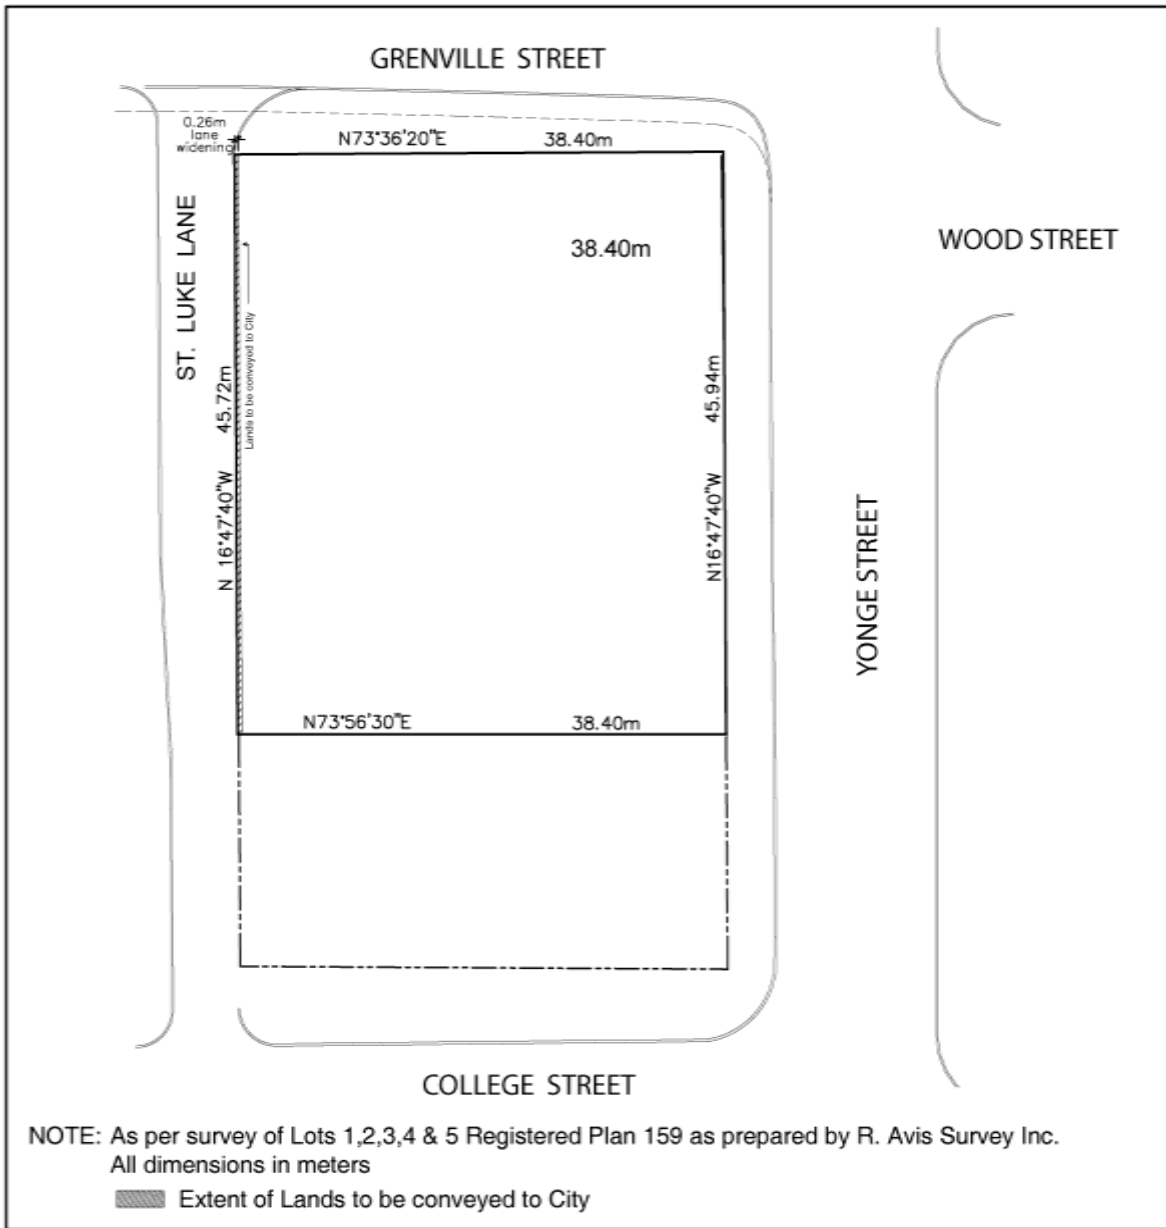 GRENVILLE STREET
0.26m
lane
widening
N73°36'20"E 38.40m
ST. LUKE LANE
38.40m
WOOD STREET
Lands to be conveyed to City
N 16°47'40"W 45.72m
N16°47'40"W 45.94m
YONGE STREET
N73°56'30"E 38.40m
COLLEGE STREET
NOTE: As per survey of Lots 1,2,3,4 & 5 Registered Plan 159 as prepared by R. Avis Survey Inc.
All dimensions in meters
Extent of Lands to be conveyed to City